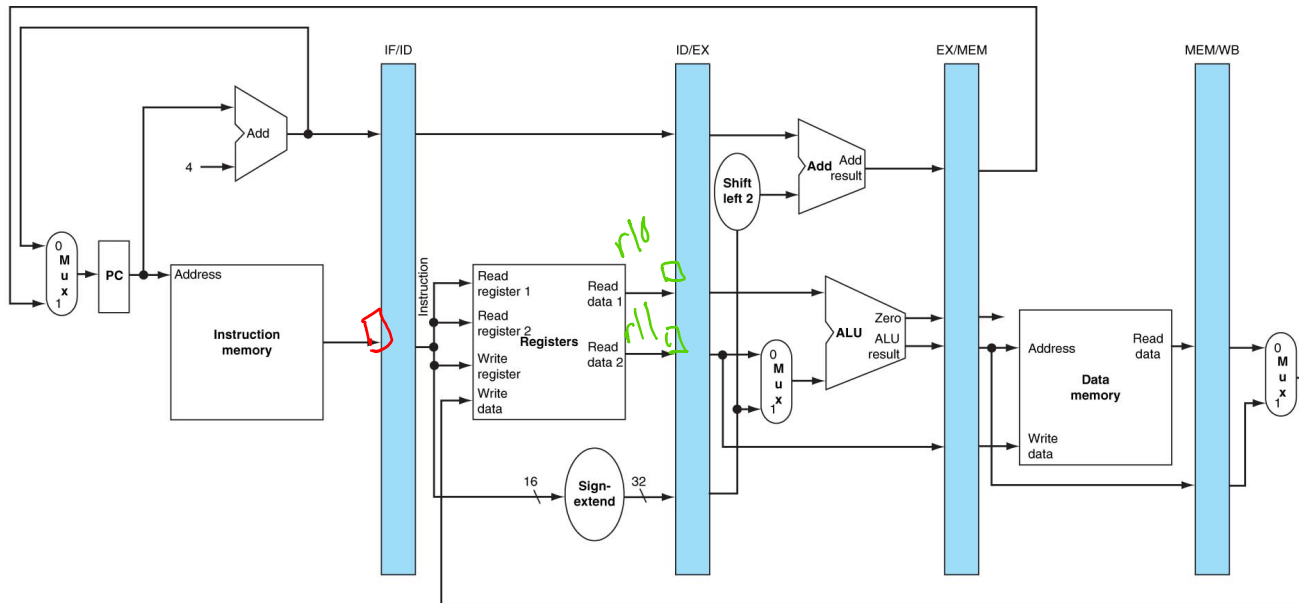 IF/ID
ID/EX
EX/MEM
MEM/WB
Add
4
Shift
left 2
Add
Add
result
0
M
u
x
1
PC
Address
Instruction
memory
Instruction
Read
register 1
Read
register 2
Write
register
Write
data
Registers
Read
data 1
Read
data 2
16
Sign-
extend
32
0
M
u
x
1
Zero
ALU
ALU
result
Address
Read
data
Data
memory
Write
data
0
M
u
x
1